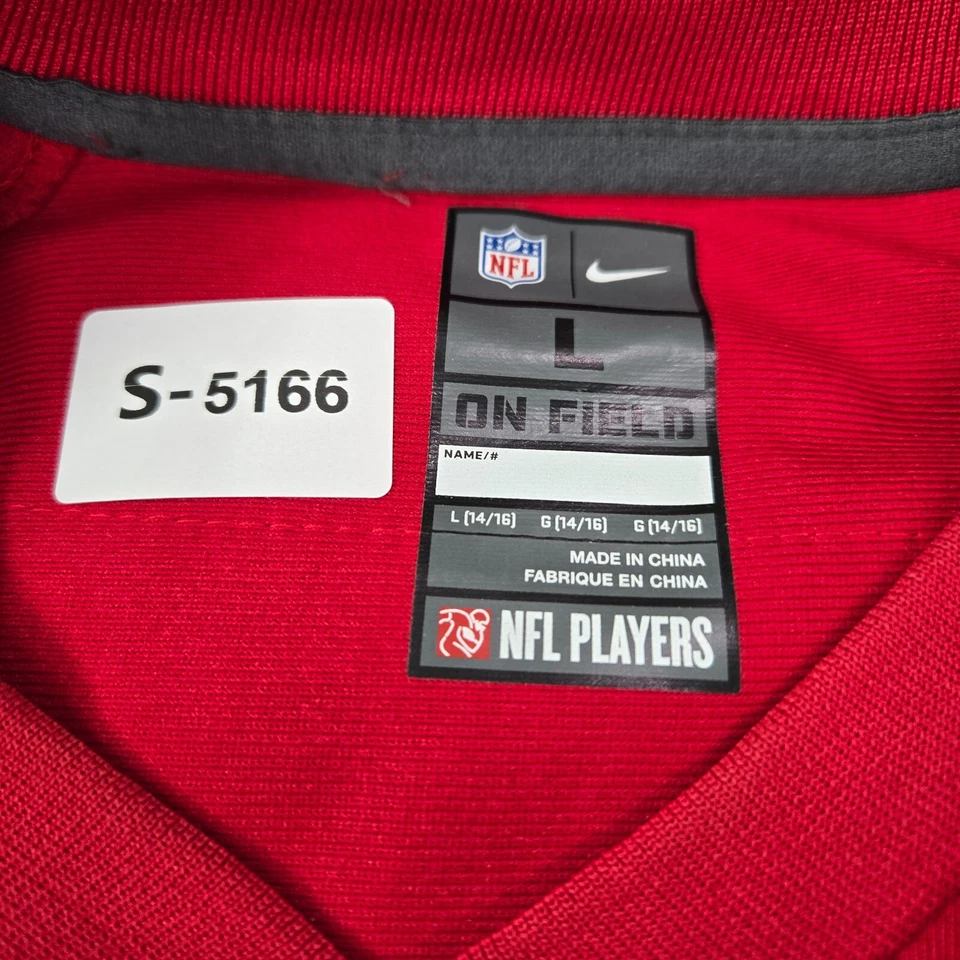 S-5166
NFL
L
ON FIELD
NAME/#
L (14/16) G (14/16) G (14/16)
MADE IN CHINA
FABRIQUE EN CHINA
NFL PLAYERS